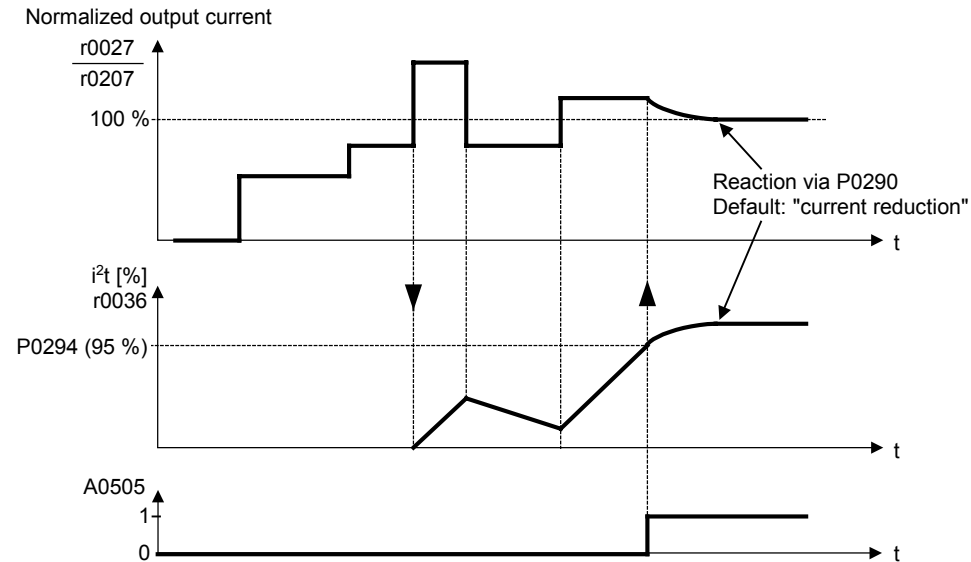 Normalized output current
r0027
r0207
100 %
Reaction via P0290
Default: "current reduction"
t
i²t [%]
r0036
P0294 (95 %)
t
A0505
1
0
t